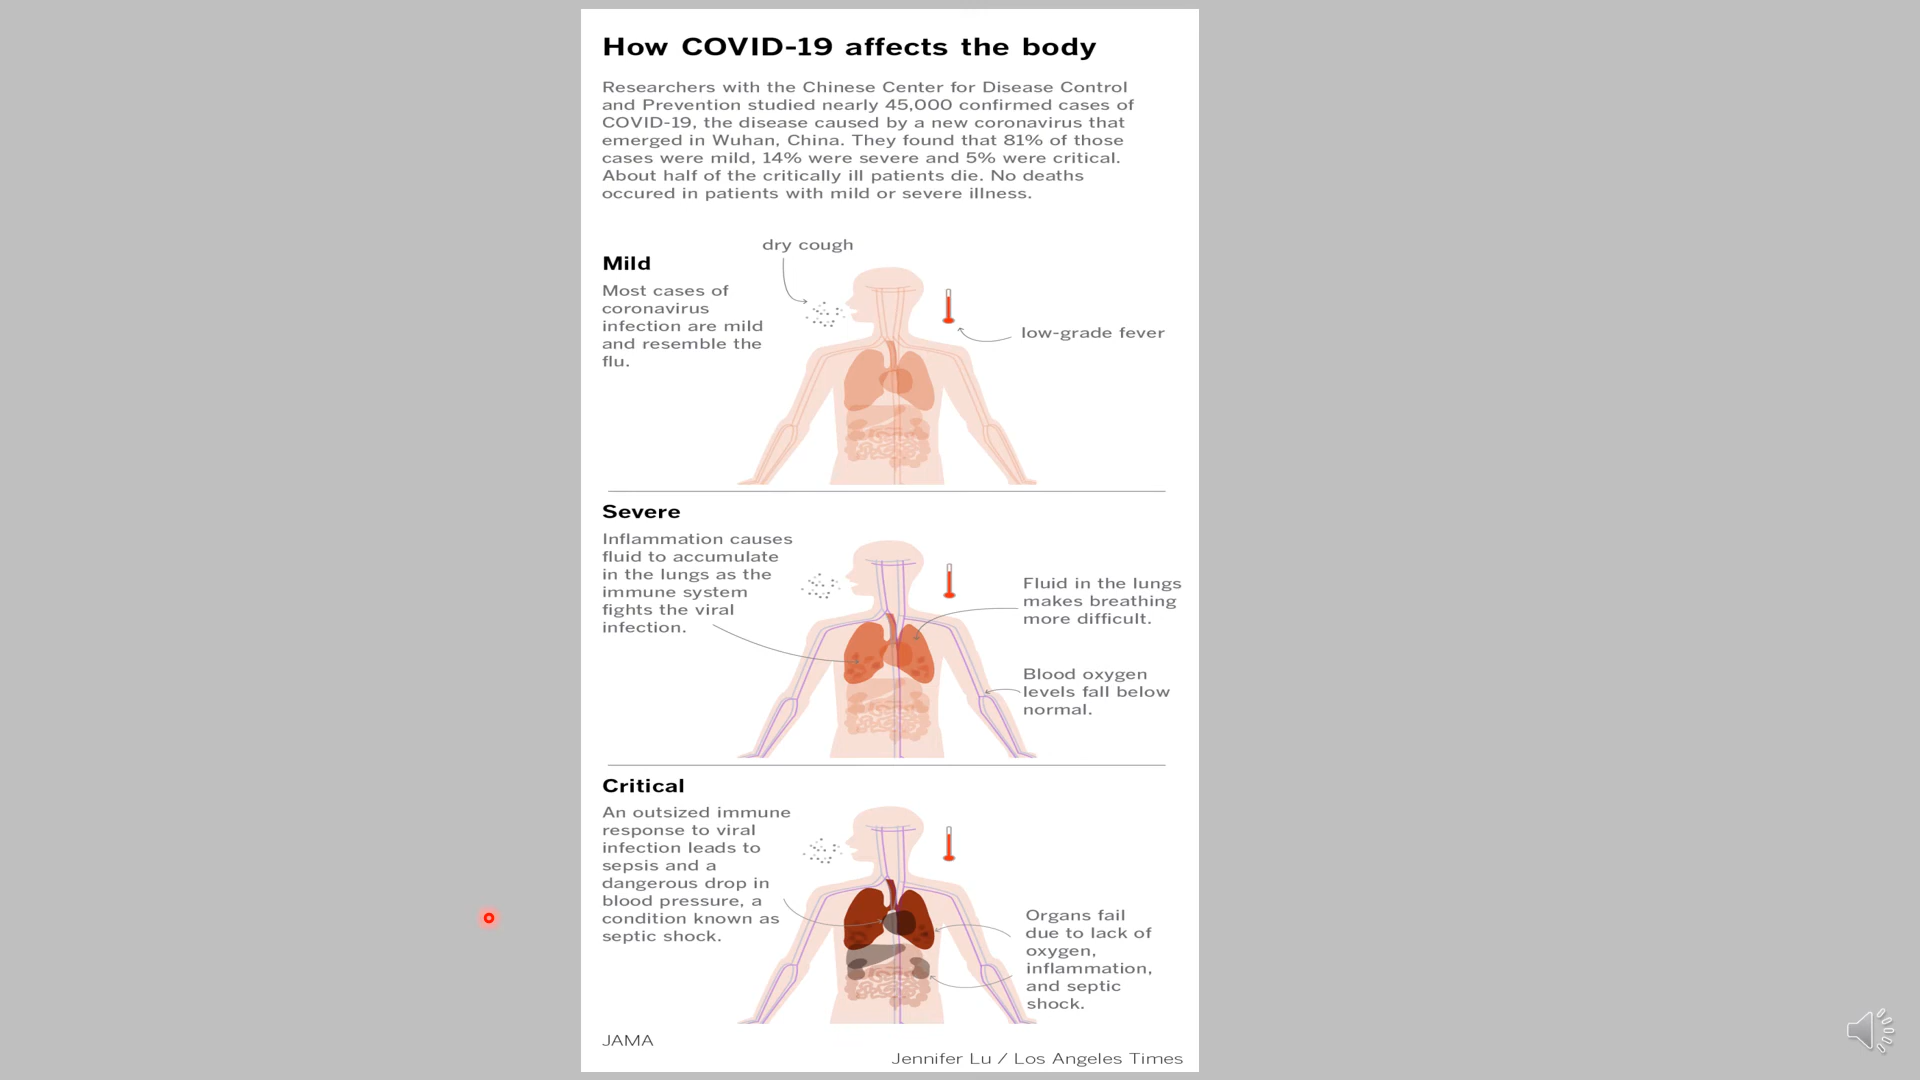 How COVID-19 affects the body
Researchers with the Chinese Center for Disease Control
and Prevention studied nearly 45,000 confirmed cases of
COVID-19, the disease caused by a new coronavirus that
emerged in Wuhan, China. They found that 81% of those
cases were mild, 14% were severe and 5% were critical.
About half of the critically ill patients die. No deaths
occured in patients with mild or severe illness.
dry cough
Mild
Most cases of
coronavirus
infection are mild
and resemble the
flu.
low-grade fever
Severe
Inflammation causes
fluid to accumulate
in the lungs as the
immune system
fights the viral
infection.
Fluid in the lungs
makes breathing
more difficult.
Blood oxygen
levels fall below
normal.
Critical
An outsized immune
response to viral
infection leads to
sepsis and a
dangerous drop in
blood pressure, a
condition known as
septic shock.
Organs fail
due to lack of
oxygen,
inflammation,
and septic
shock.
JAMA
Jennifer Lu / Los Angeles Times